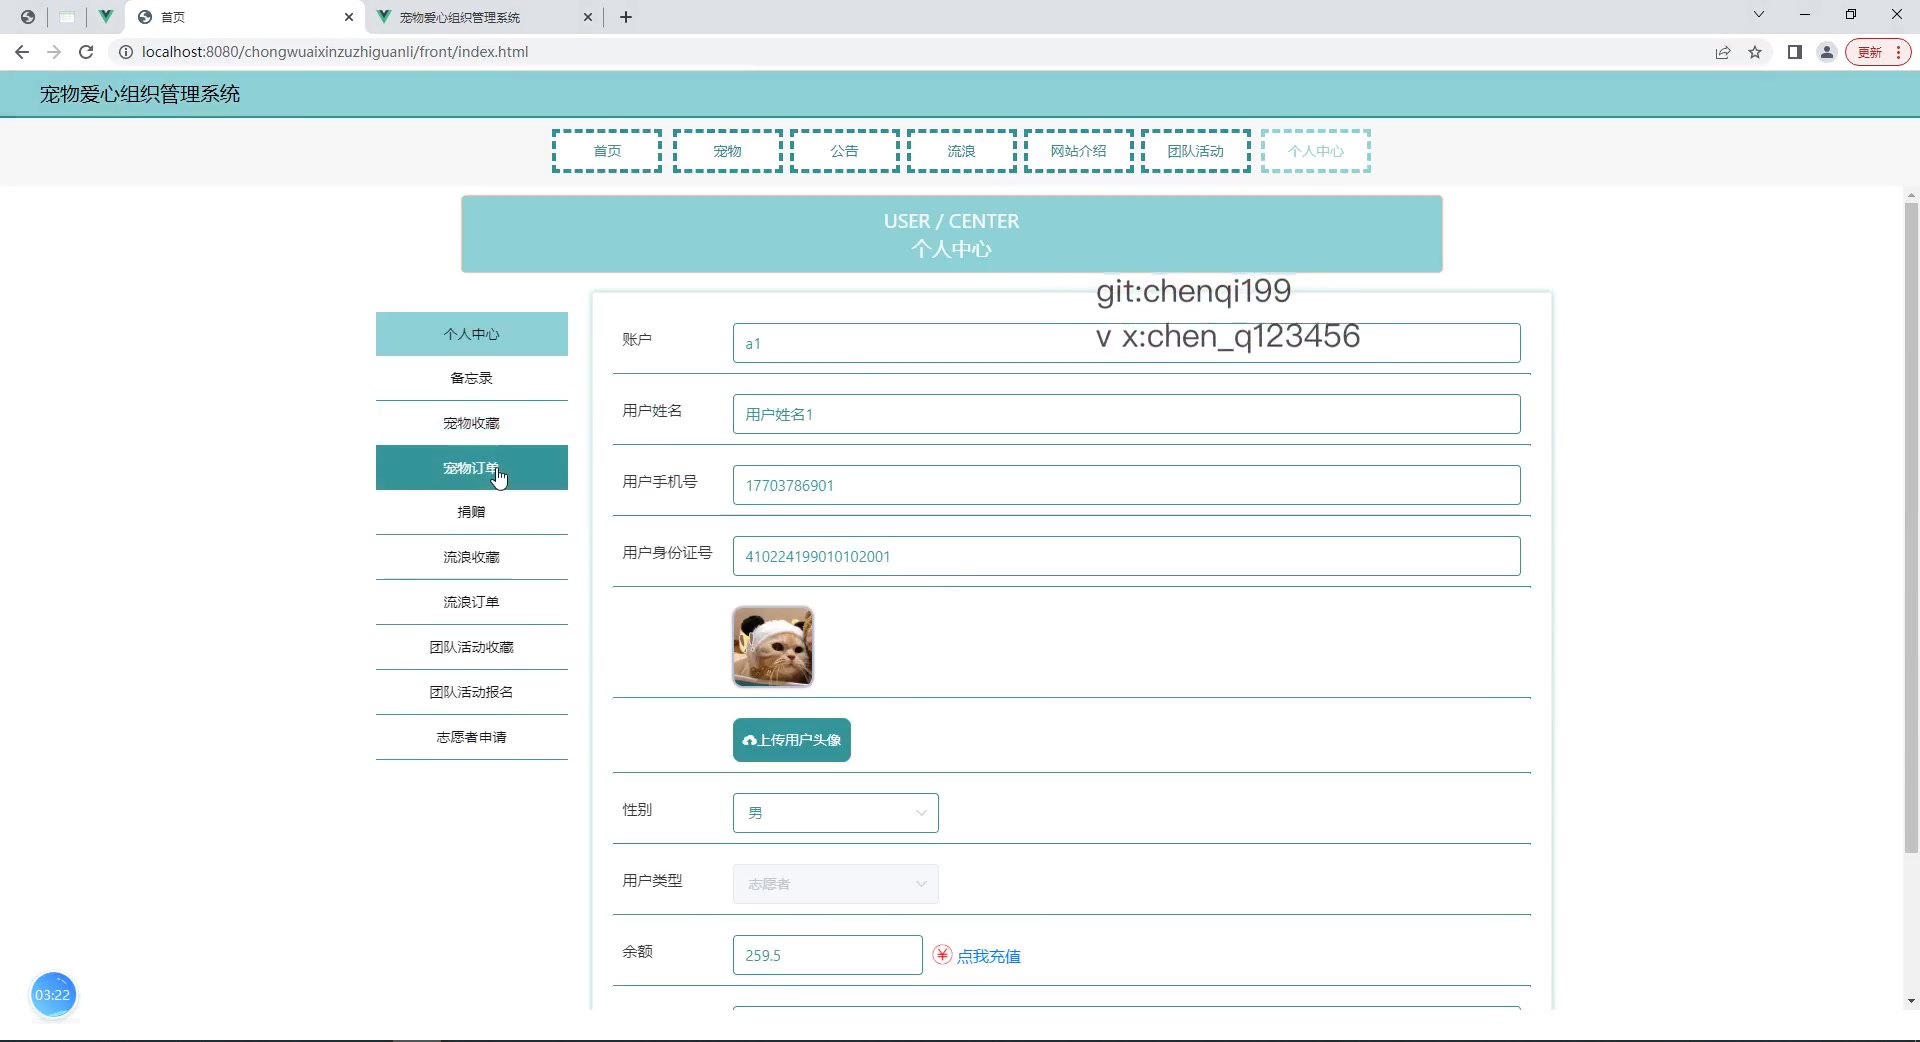 首页
宠物爱心组织管理系统
localhost:8080/chongwuaixinzuzhiguanli/front/index.html
更新
宠物爱心组织管理系统
首页
宠物
公告
流浪
网站介绍
团队活动
个人中心
USER / CENTER
个人中心
git:chenqi199
v x:chen_q123456
个人中心
备忘录
宠物收藏
宠物订单
捐赠
流浪收藏
流浪订单
团队活动收藏
团队活动报名
志愿者申请
账户
a1
用户姓名
用户姓名1
用户手机号
17703786901
用户身份证号
410224199010102001
上传用户头像
性别
男
用户类型
志愿者
余额
259.5
¥ 点我充值
03:22